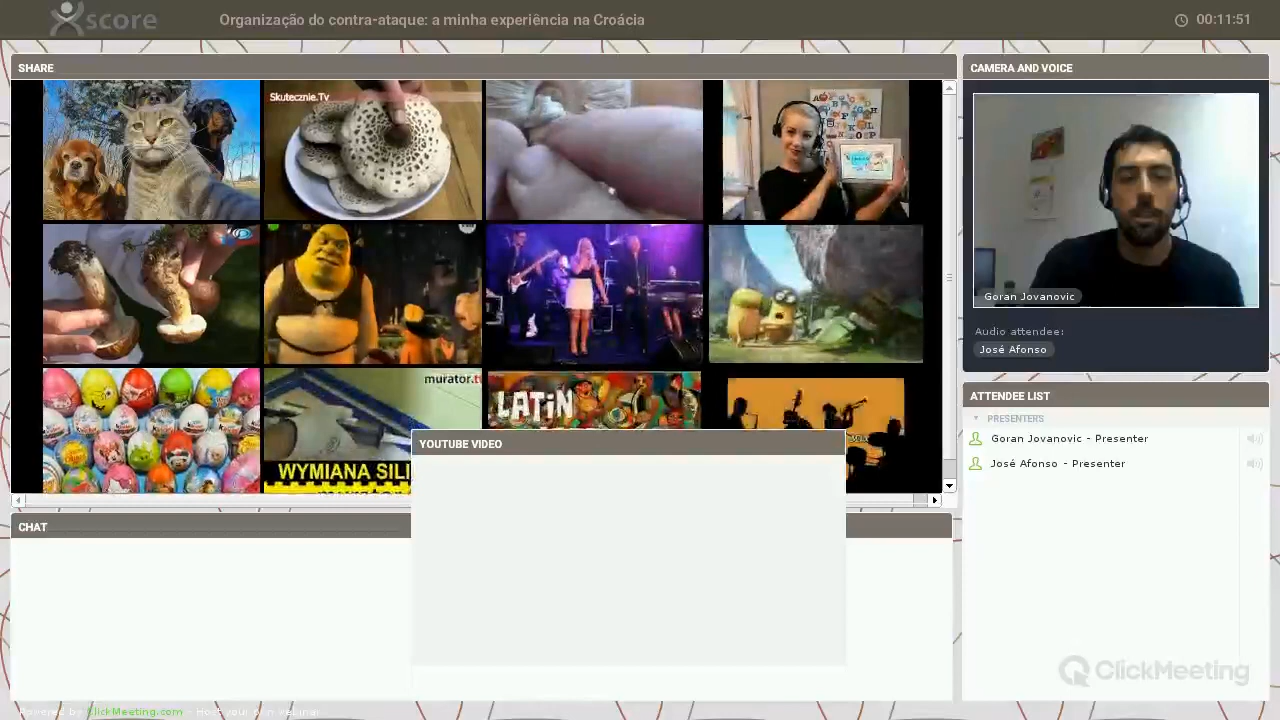 score
Organização do contra-ataque: a minha experiência na Croácia
00:11:51
SHARE
CAMERA AND VOICE
Skutecznie.Tv
Goran Jovanovic
Audio attendee:
José Afonso
murator.tv
LATIN
WYMIANA SILI
YOUTUBE VIDEO
ATTENDEE LIST
PRESENTERS
Goran Jovanovic - Presenter
José Afonso - Presenter
CHAT
ClickMeeting
Powered by ClickMeeting.com - Host your own webinar